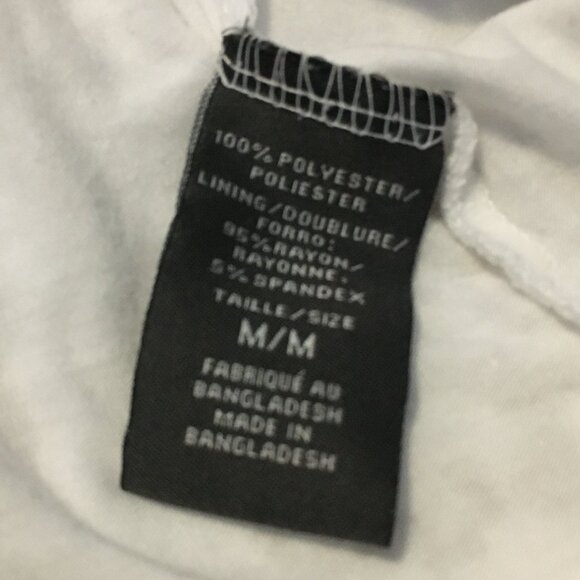 100% POLYESTER/
POLIESTER
LINING/DOUBLURE/
FORRO:
95% RAYON/
RAYONNE.
5% SPANDEX
TAILLE/SIZE
M/M
FABRIQUÉ AU
BANGLADESH
MADE IN
BANGLADESH